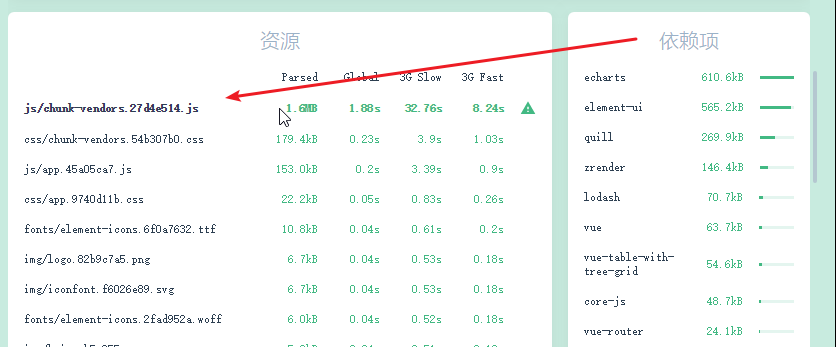 资源
Parsed Global 3G Slow 3G Fast
js/chunk-vendors.27d4e514.js 1.6MB 1.88s 32.76s 8.24s
css/chunk-vendors.54b307b0.css 179.4kB 0.23s 3.9s 1.03s
js/app.45a05ca7.js 153.0kB 0.2s 3.39s 0.9s
css/app.9740d11b.css 22.2kB 0.05s 0.83s 0.26s
fonts/element-icons.6f0a7632.ttf 10.8kB 0.04s 0.61s 0.2s
img/logo.82b9c7a5.png 6.7kB 0.04s 0.53s 0.18s
img/iconfont.f6026e89.svg 6.7kB 0.04s 0.53s 0.18s
fonts/element-icons.2fad952a.woff 6.0kB 0.04s 0.52s 0.18s
依赖项
echarts 610.6kB
element-ui 565.2kB
quill 269.9kB
zrender 146.4kB
lodash 70.7kB
vue 63.7kB
vue-table-with-
tree-grid 54.6kB
core-js 48.7kB
vue-router 24.1kB